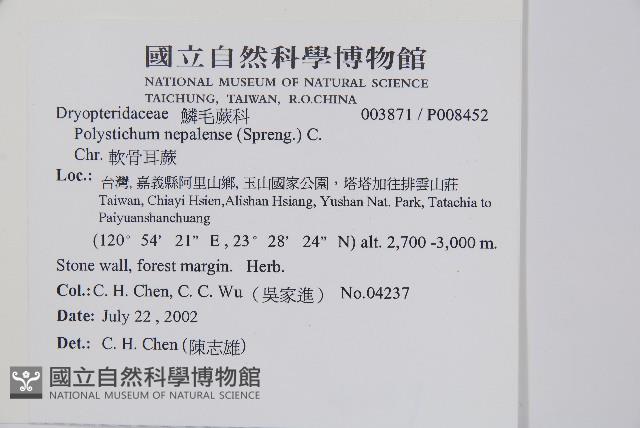 國立自然科學博物館
NATIONAL MUSEUM OF NATURAL SCIENCE
TAICHUNG, TAIWAN, R.O.CHINA
Dryopteridaceae 鱗毛蕨科 003871 / P008452
Polystichum nepalense (Spreng.) C.
Chr. 軟骨耳蕨
Loc.: 台灣, 嘉義縣阿里山鄉, 玉山國家公園，塔塔加往排雲山莊
Taiwan, Chiayi Hsien,Alishan Hsiang, Yushan Nat. Park, Tatachia to
Paiyuanshanchuang
(120° 54’ 21” E , 23° 28’ 24” N) alt. 2,700 -3,000 m.
Stone wall, forest margin. Herb.
Col.: C. H. Chen, C. C. Wu (吳家進) No.04237
Date: July 22 , 2002
Det.: C. H. Chen (陳志雄)
國立自然科學博物館
NATIONAL MUSEUM OF NATURAL SCIENCE